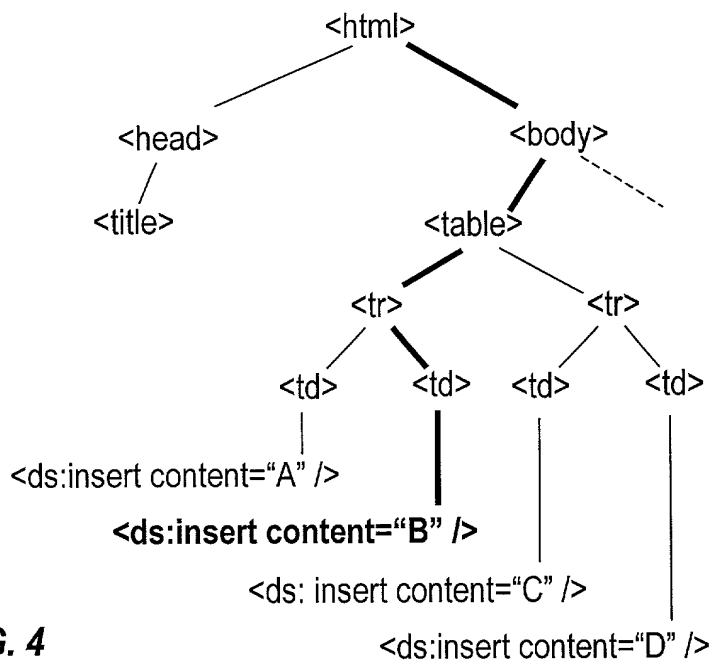 <html>
<head> <body>
<title> <table>
<tr> <tr>
<td> <td> <td> <td>
<ds:insert content=“A” />
<ds:insert content=“B” />
<ds: insert content=“C” />
4
<ds:insert content=“D” />